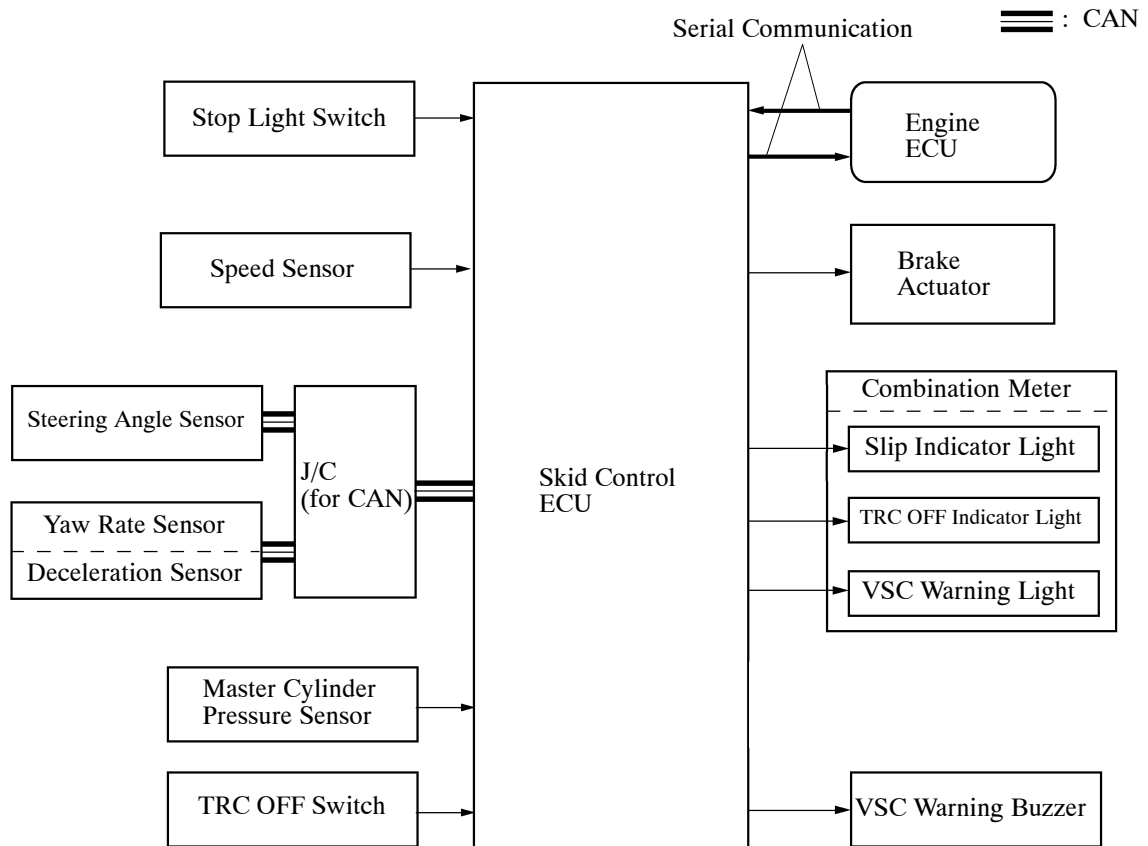 : CAN
Serial Communication
Stop Light Switch
Engine
ECU
Speed Sensor
Brake
Actuator
Steering Angle Sensor
J/C
(for CAN)
Yaw Rate Sensor
Deceleration Sensor
Skid Control
ECU
Combination Meter
Slip Indicator Light
TRC OFF Indicator Light
VSC Warning Light
Master Cylinder
Pressure Sensor
TRC OFF Switch
VSC Warning Buzzer